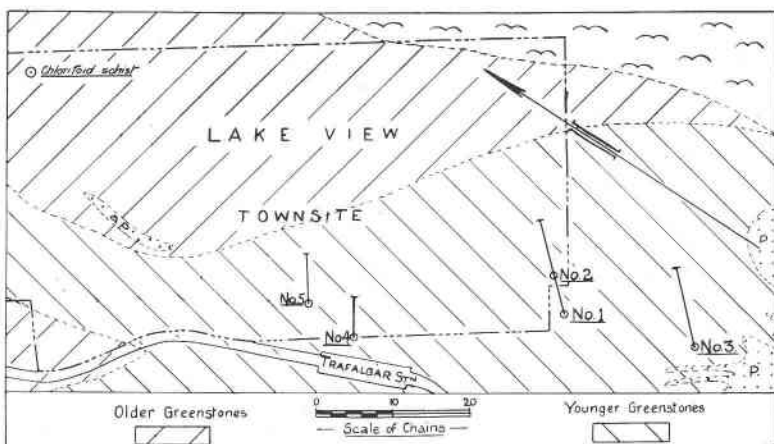 Chloritoid schist
LAKE VIEW
TOWNSITE
P
No.2
No.5
No.1
No.4
No.3
TRAFALGAR STN
P
0 10 20
Scale of Chains
Older Greenstones
Younger Greenstones